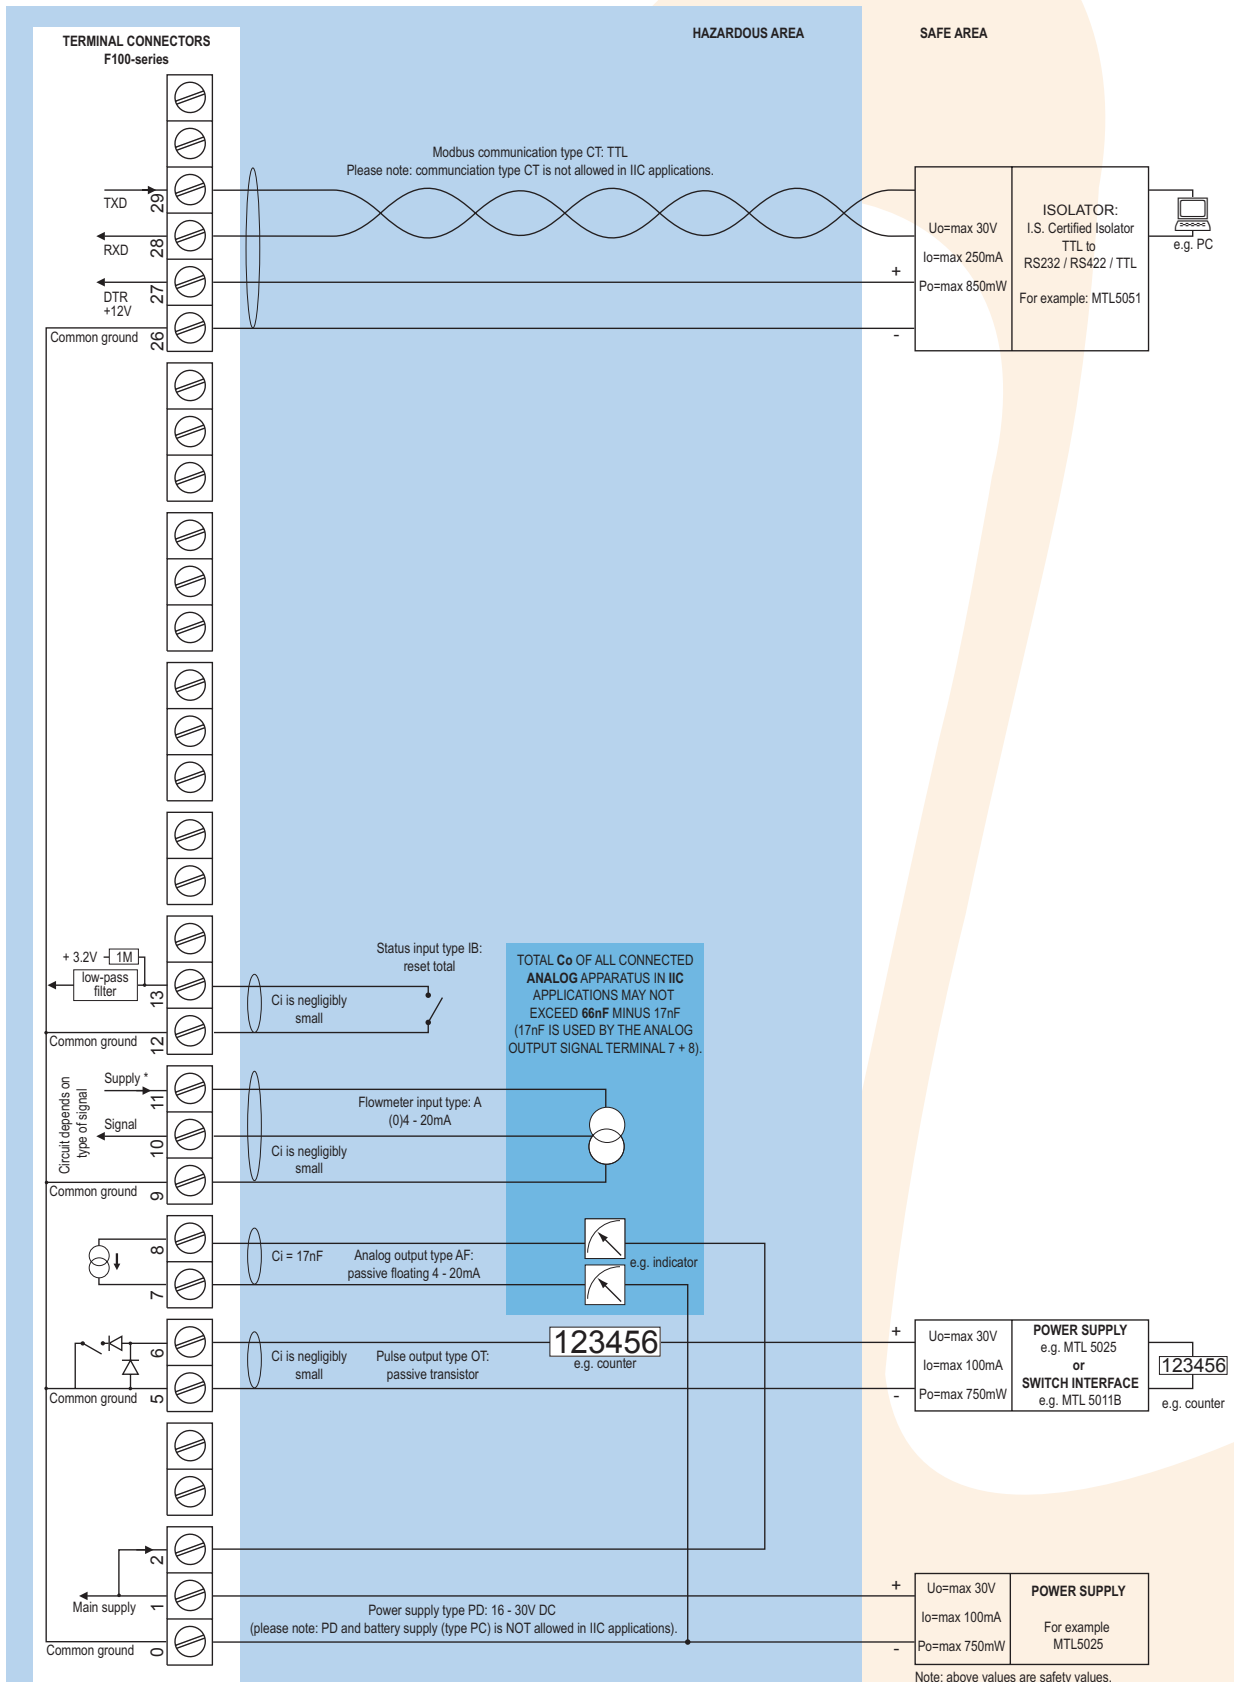 TERMINAL CONNECTORS
F100-series
HAZARDOUS AREA
SAFE AREA
Modbus communication type CT: TTL
Please note: communciation type CT is not allowed in IIC applications.
TXD
29
RXD
28
DTR
+12V
27
Common ground
26
+
-
Uo=max 30V
Io=max 250mA
Po=max 850mW
ISOLATOR:
I.S. Certified Isolator
TTL to
RS232 / RS422 / TTL
For example: MTL5051
e.g. PC
+ 3.2V
1M
low-pass
filter
13
Common ground
12
Ci is negligibly
small
Status input type IB:
reset total
TOTAL Co OF ALL CONNECTED
ANALOG APPARATUS IN IIC
APPLICATIONS MAY NOT
EXCEED 66nF MINUS 17nF
(17nF IS USED BY THE ANALOG
OUTPUT SIGNAL TERMINAL 7 + 8).
Circuit depends on
type of signal
Supply *
11
Signal
10
Common ground
9
Flowmeter input type: A
(0)4 - 20mA
Ci is negligibly
small
8
7
Ci = 17nF
Analog output type AF:
passive floating 4 - 20mA
e.g. indicator
6
Common ground
5
Ci is negligibly
small
Pulse output type OT:
passive transistor
123456
e.g. counter
+
-
Uo=max 30V
Io=max 100mA
Po=max 750mW
POWER SUPPLY
e.g. MTL 5025
or
SWITCH INTERFACE
e.g. MTL 5011B
123456
e.g. counter
2
Main supply
1
Common ground
0
Power supply type PD: 16 - 30V DC
(please note: PD and battery supply (type PC) is NOT allowed in IIC applications).
+
-
Uo=max 30V
Io=max 100mA
Po=max 750mW
POWER SUPPLY
For example
MTL5025
Note: above values are safety values.